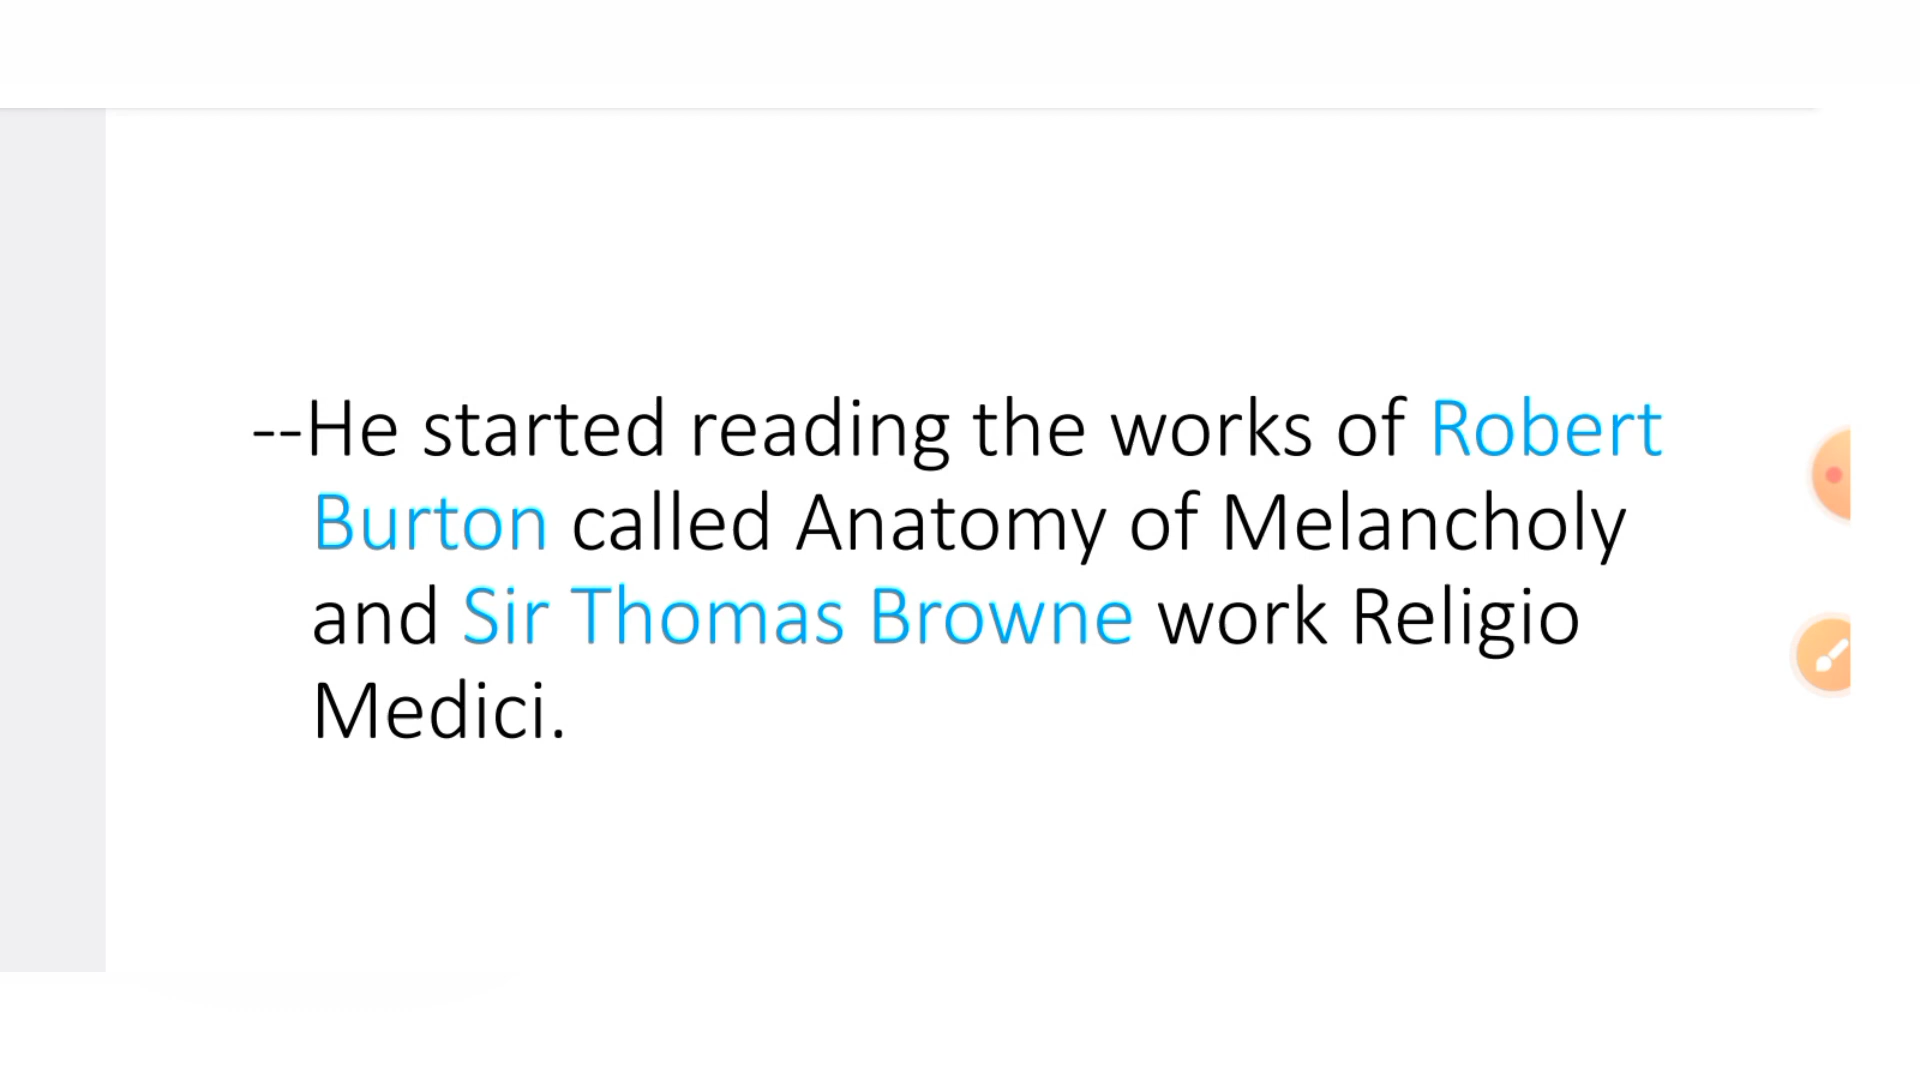 --He started reading the works of Robert
Burton called Anatomy of Melancholy
and Sir Thomas Browne work Religio
Medici.